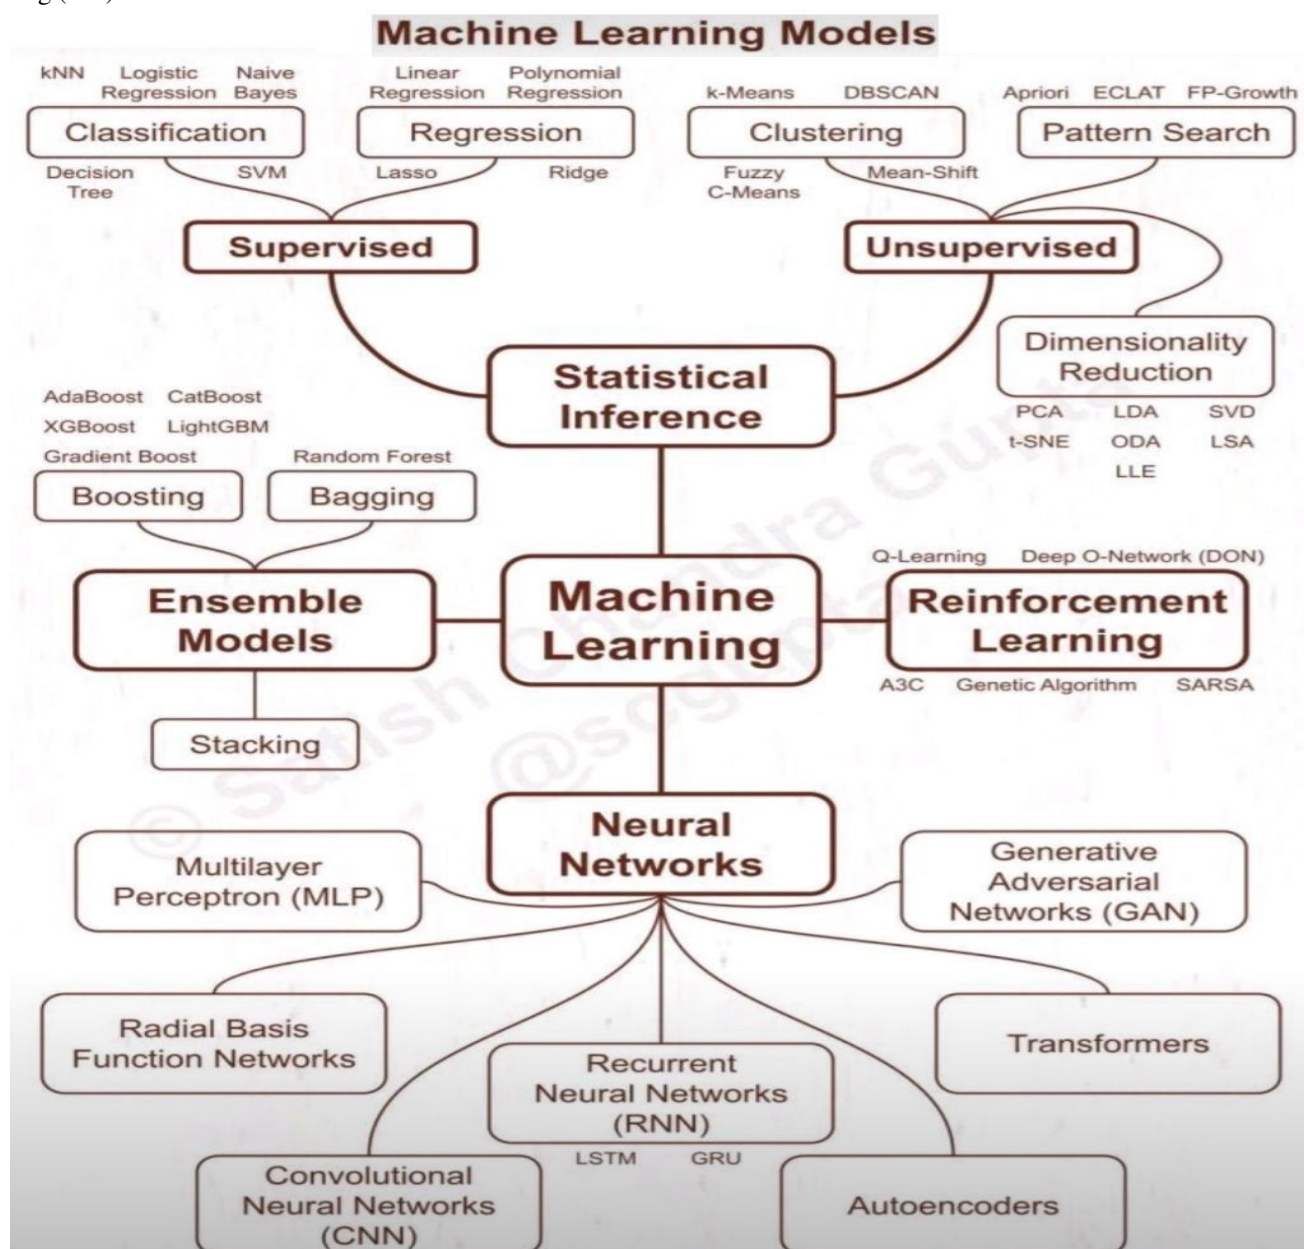 Machine Learning Models
kNN Logistic Regression Naive Bayes
Classification
Decision Tree SVM
Linear Regression Polynomial Regression
Regression
Lasso Ridge
k-Means DBSCAN
Clustering
Fuzzy C-Means Mean-Shift
Apriori ECLAT FP-Growth
Pattern Search
Supervised
Unsupervised
Dimensionality
Reduction
PCA LDA SVD
t-SNE ODA LSA
LLE
Statistical
Inference
AdaBoost CatBoost
XGBoost LightGBM
Gradient Boost Random Forest
Boosting Bagging
Ensemble
Models
Stacking
Machine
Learning
Q-Learning Deep O-Network (DON)
Reinforcement
Learning
A3C Genetic Algorithm SARSA
Neural
Networks
Multilayer
Perceptron (MLP)
Generative
Adversarial
Networks (GAN)
Radial Basis
Function Networks
Transformers
Recurrent
Neural Networks
(RNN)
LSTM GRU
Convolutional
Neural Networks
(CNN)
Autoencoders
© Satish Chandra Gupta
@scgupta